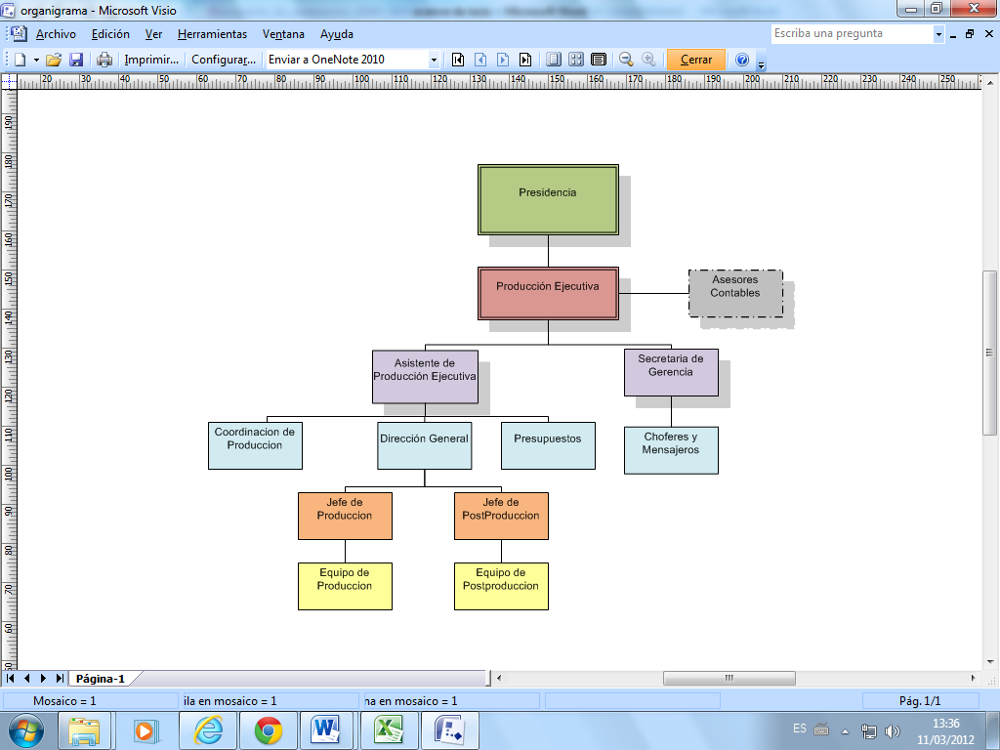 organigrama - Microsoft Visio
Archivo Edición Ver Herramientas Ventana Ayuda
Escriba una pregunta
Imprimir... Configurar... Enviar a OneNote 2010 Cerrar
20 30 40 50 60 70 80 90 100 110 120 130 140 150 160 170 180 190 200 210 220 230 240 250
190
180
170
160
150
140
130
120
110
100
90
80
70
60
Presidencia
Producción Ejecutiva
Asesores
Contables
Asistente de
Producción Ejecutiva
Secretaria de
Gerencia
Coordinacion de
Produccion
Dirección General
Presupuestos
Choferes y
Mensajeros
Jefe de
Produccion
Jefe de
PostProduccion
Equipo de
Produccion
Equipo de
Postproduccion
Página-1
Mosaico = 1 ila en mosaico = 1 na en mosaico = 1 Pág. 1/1
ES
13:36
11/03/2012